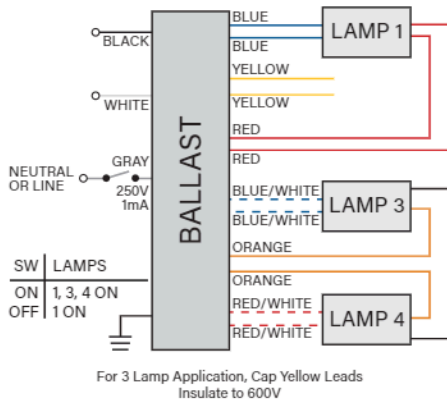 BLUE
LAMP 1
BLACK
BLUE
YELLOW
WHITE
YELLOW
RED
BALLAST
RED
NEUTRAL
OR LINE
GRAY
250V
1mA
BLUE/WHITE
LAMP 3
BLUE/WHITE
ORANGE
SW LAMPS
ON 1, 3, 4 ON
OFF 1 ON
ORANGE
RED/WHITE
LAMP 4
RED/WHITE
For 3 Lamp Application, Cap Yellow Leads
Insulate to 600V